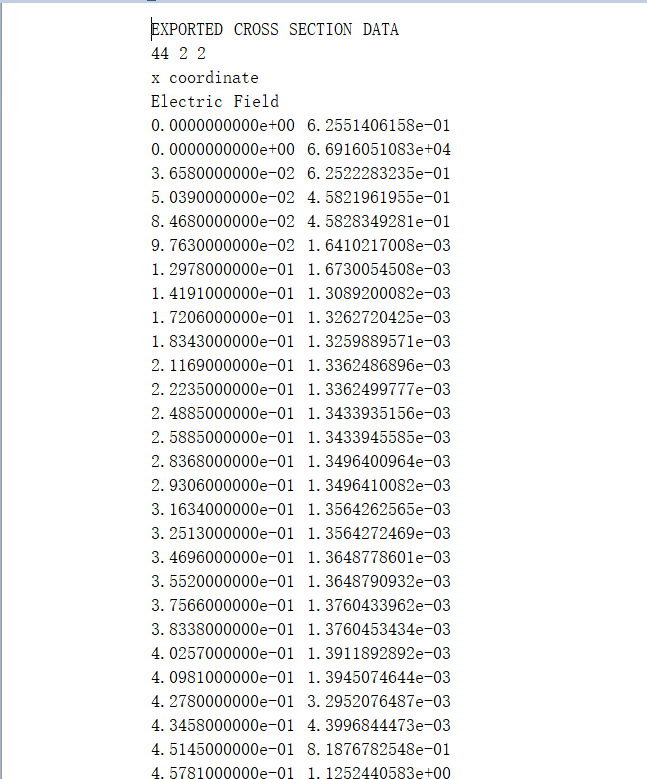 EXPORTED CROSS SECTION DATA
44 2 2
x coordinate
Electric Field
0.0000000000e+00 6.2551406158e-01
0.0000000000e+00 6.6916051083e+04
3.6580000000e-02 6.2522283235e-01
5.0390000000e-02 4.5821961955e-01
8.4680000000e-02 4.5828349281e-01
9.7630000000e-02 1.6410217008e-03
1.2978000000e-01 1.6730054508e-03
1.4191000000e-01 1.3089200082e-03
1.7206000000e-01 1.3262720425e-03
1.8343000000e-01 1.3259889571e-03
2.1169000000e-01 1.3362486896e-03
2.2235000000e-01 1.3362499777e-03
2.4885000000e-01 1.3433935156e-03
2.5885000000e-01 1.3433945585e-03
2.8368000000e-01 1.3496400964e-03
2.9306000000e-01 1.3496410082e-03
3.1634000000e-01 1.3564262565e-03
3.2513000000e-01 1.3564272469e-03
3.4696000000e-01 1.3648778601e-03
3.5520000000e-01 1.3648790932e-03
3.7566000000e-01 1.3760433962e-03
3.8338000000e-01 1.3760453434e-03
4.0257000000e-01 1.3911892892e-03
4.0981000000e-01 1.3945074644e-03
4.2780000000e-01 3.2952076487e-03
4.3458000000e-01 4.3996844473e-03
4.5145000000e-01 8.1876782548e-01
4.5781000000e-01 1.1252440583e+00